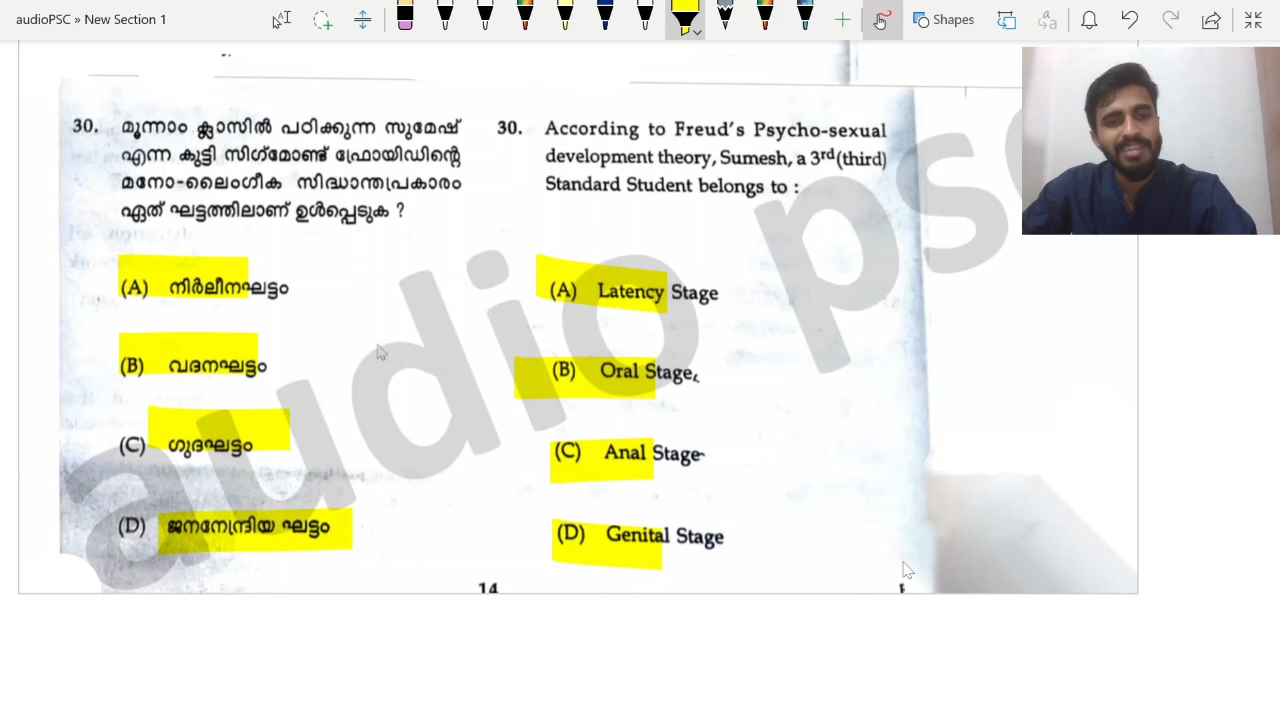 audioPSC » New Section 1
Shapes
30. മൂന്നാം ക്ലാസിൽ പഠിക്കുന്ന സുമേഷ്
എന്ന കുട്ടി സിഗ്മോണ്ട് ഫ്രോയിഡിന്റെ
മനോ-ലൈംഗീക സിദ്ധാന്തപ്രകാരം
ഏത് ഘട്ടത്തിലാണ് ഉൾപ്പെടുക ?
(A) നിർലീനഘട്ടം
(B) വദനഘട്ടം
(C) ഗുദഘട്ടം
(D) ജനനേന്ദ്രിയ ഘട്ടം
30. According to Freud's Psycho-sexual
development theory, Sumesh, a 3rd (third)
Standard Student belongs to :
(A) Latency Stage
(B) Oral Stage
(C) Anal Stage
(D) Genital Stage
14
audio psc